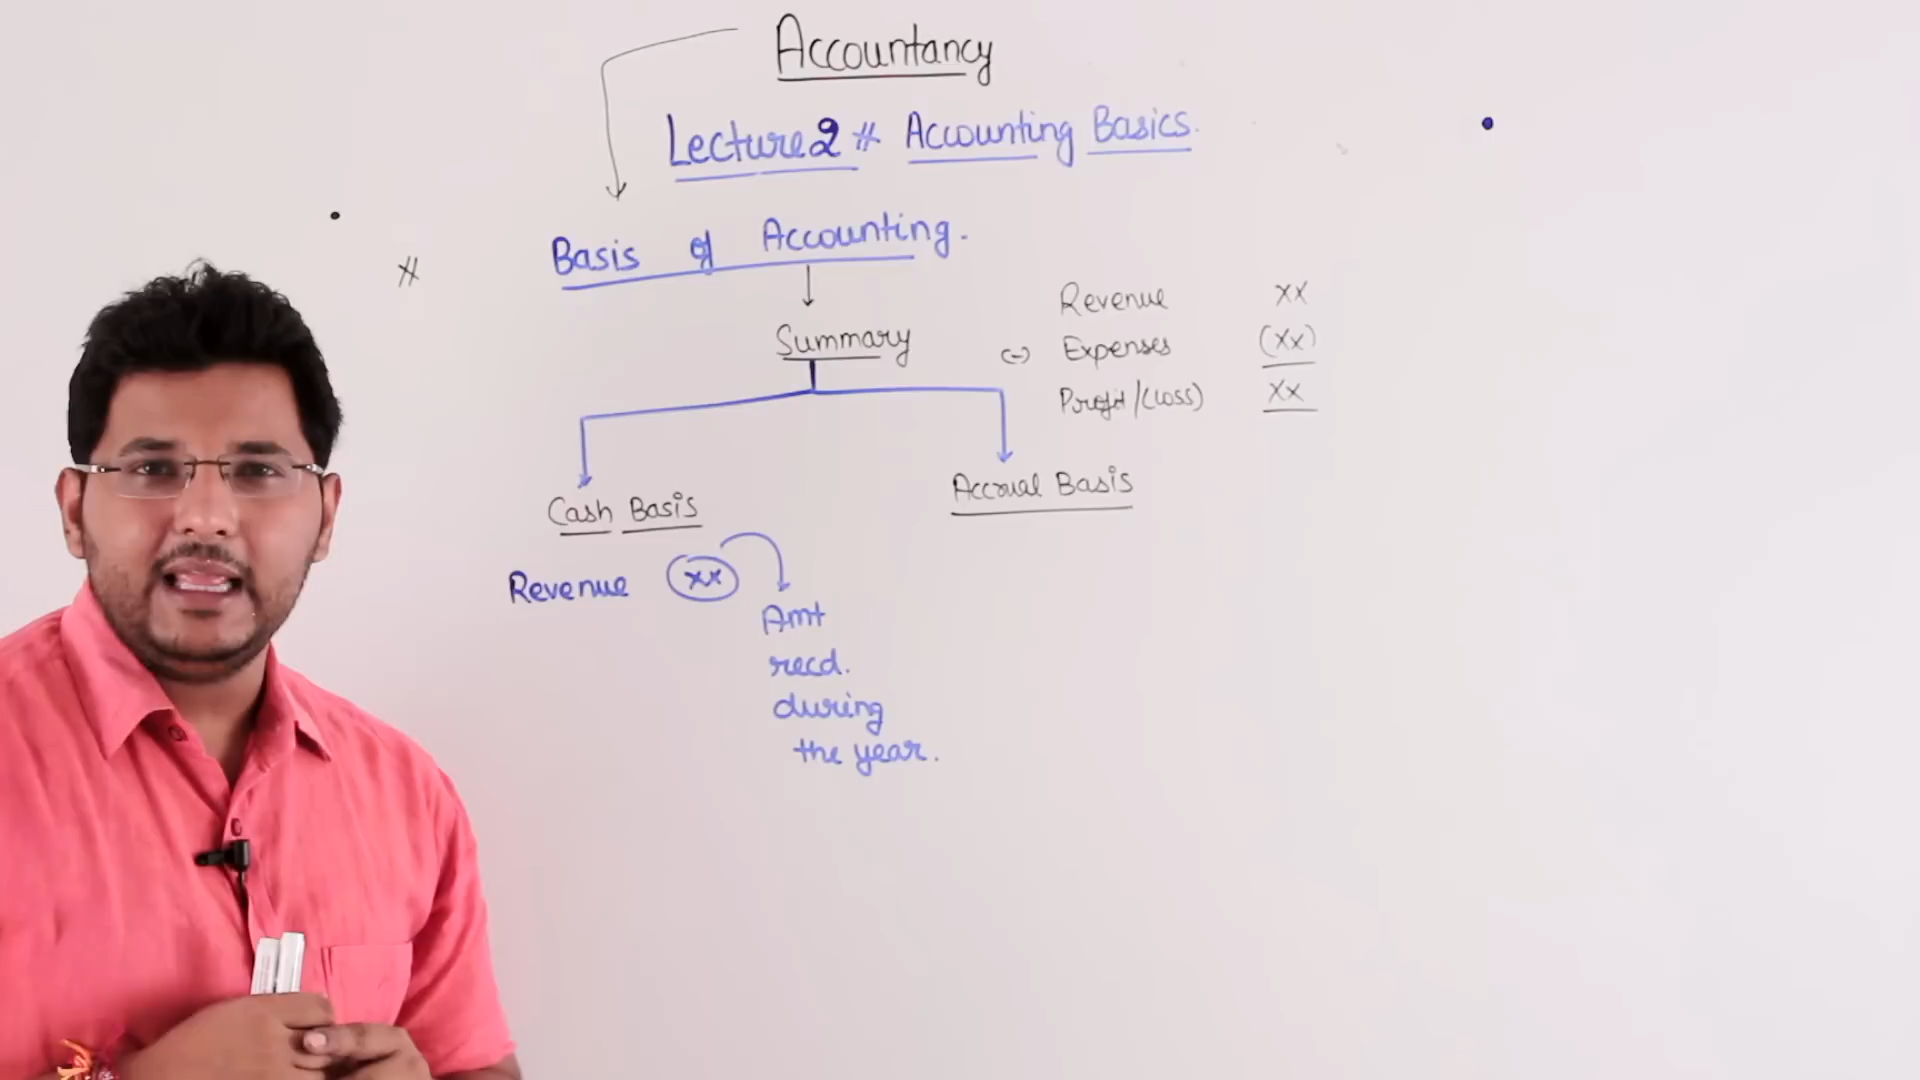 Accountancy
Lecture 2 # Accounting Basics.
# Basis of Accounting.
Summary
Revenue XX
(-) Expenses (XX)
Profit/(Loss) XX
Cash Basis
Accrual Basis
Revenue XX
Amt
recd.
during
the year.